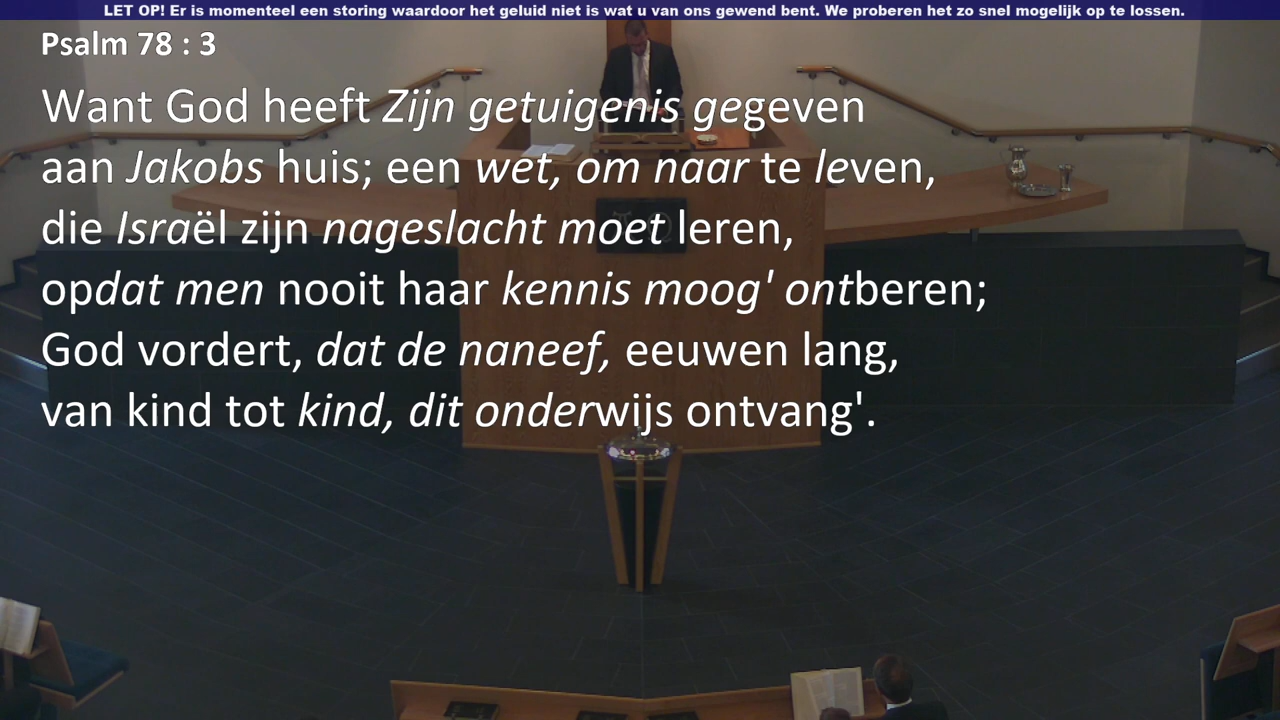 LET OP! Er is momenteel een storing waardoor het geluid niet is wat u van ons gewend bent. We proberen het zo snel mogelijk op te lossen.
Psalm 78 : 3
Want God heeft Zijn getuigenis gegeven
aan Jakobs huis; een wet, om naar te leven,
die Israël zijn nageslacht moet leren,
opdat men nooit haar kennis moog' ontberen;
God vordert, dat de naneef, eeuwen lang,
van kind tot kind, dit onderwijs ontvang'.